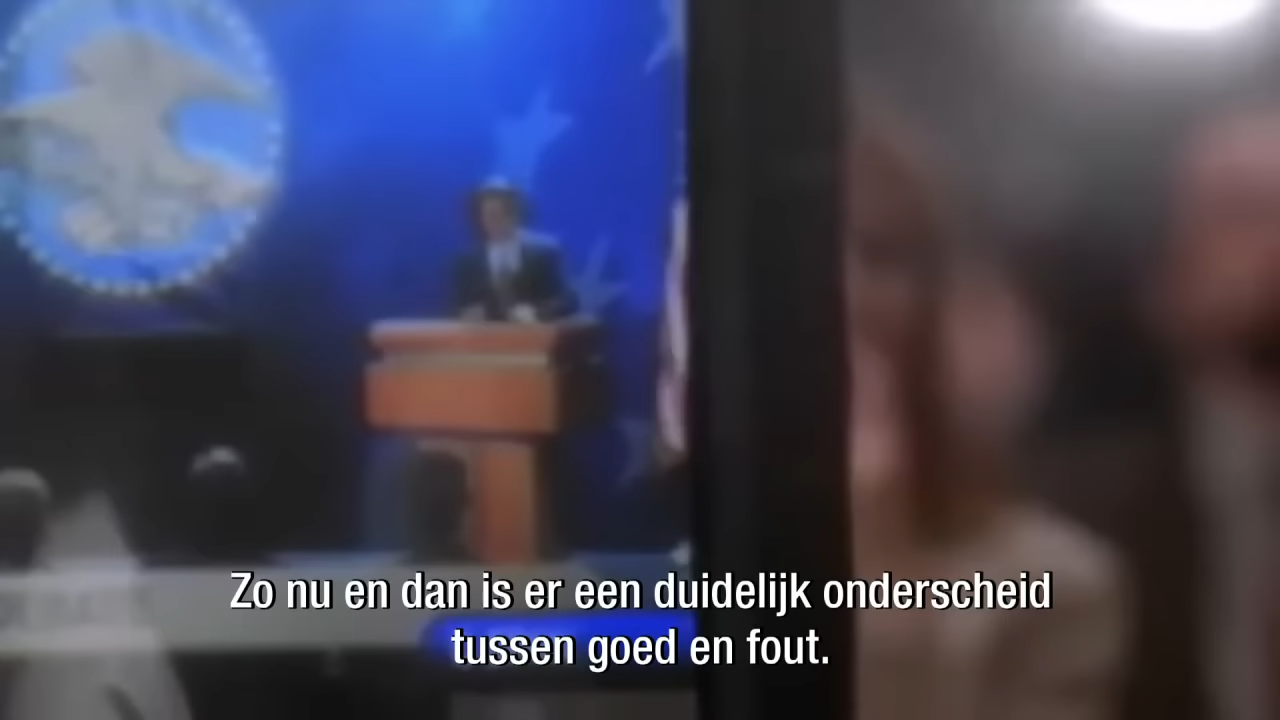 Zo nu en dan is er een duidelijk onderscheid
tussen goed en fout.